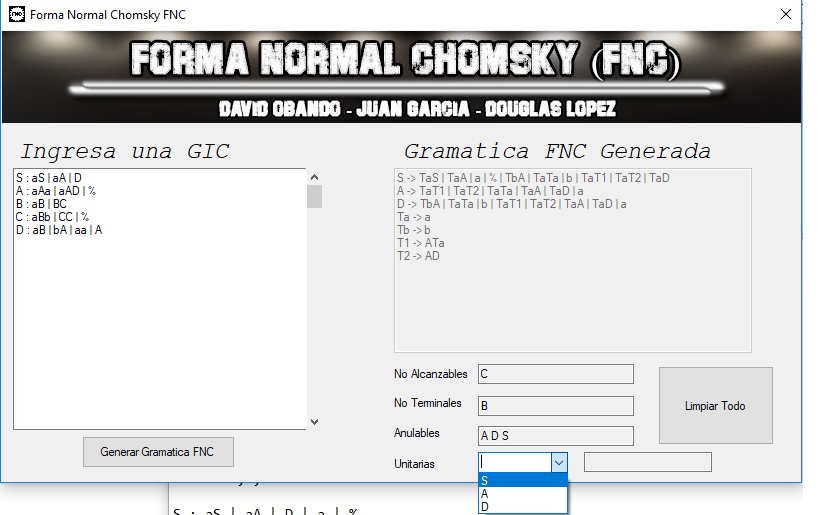 Forma Normal Chomsky FNC
FORMA NORMAL CHOMSKY (FNC)
DAVID OBANDO - JUAN GARCIA - DOUGLAS LOPEZ
Ingresa una GIC
S : aS | aA | D
A : aAa | aAD | %
B : aB | BC
C : aBb | CC | %
D : aB | bA | aa | A
Generar Gramatica FNC
Gramatica FNC Generada
S -> TaS | TaA | a | % | TbA | TaTa | b | TaT1 | TaT2 | TaD
A -> TaT1 | TaT2 | TaTa | TaA | TaD | a
D -> TbA | TaTa | b | TaT1 | TaT2 | TaA | TaD | a
Ta -> a
Tb -> b
T1 -> ATa
T2 -> AD
No Alcanzables C
No Terminales B
Anulables A D S
Unitarias
S
A
D
Limpiar Todo
S : aS | aA | D | a | %